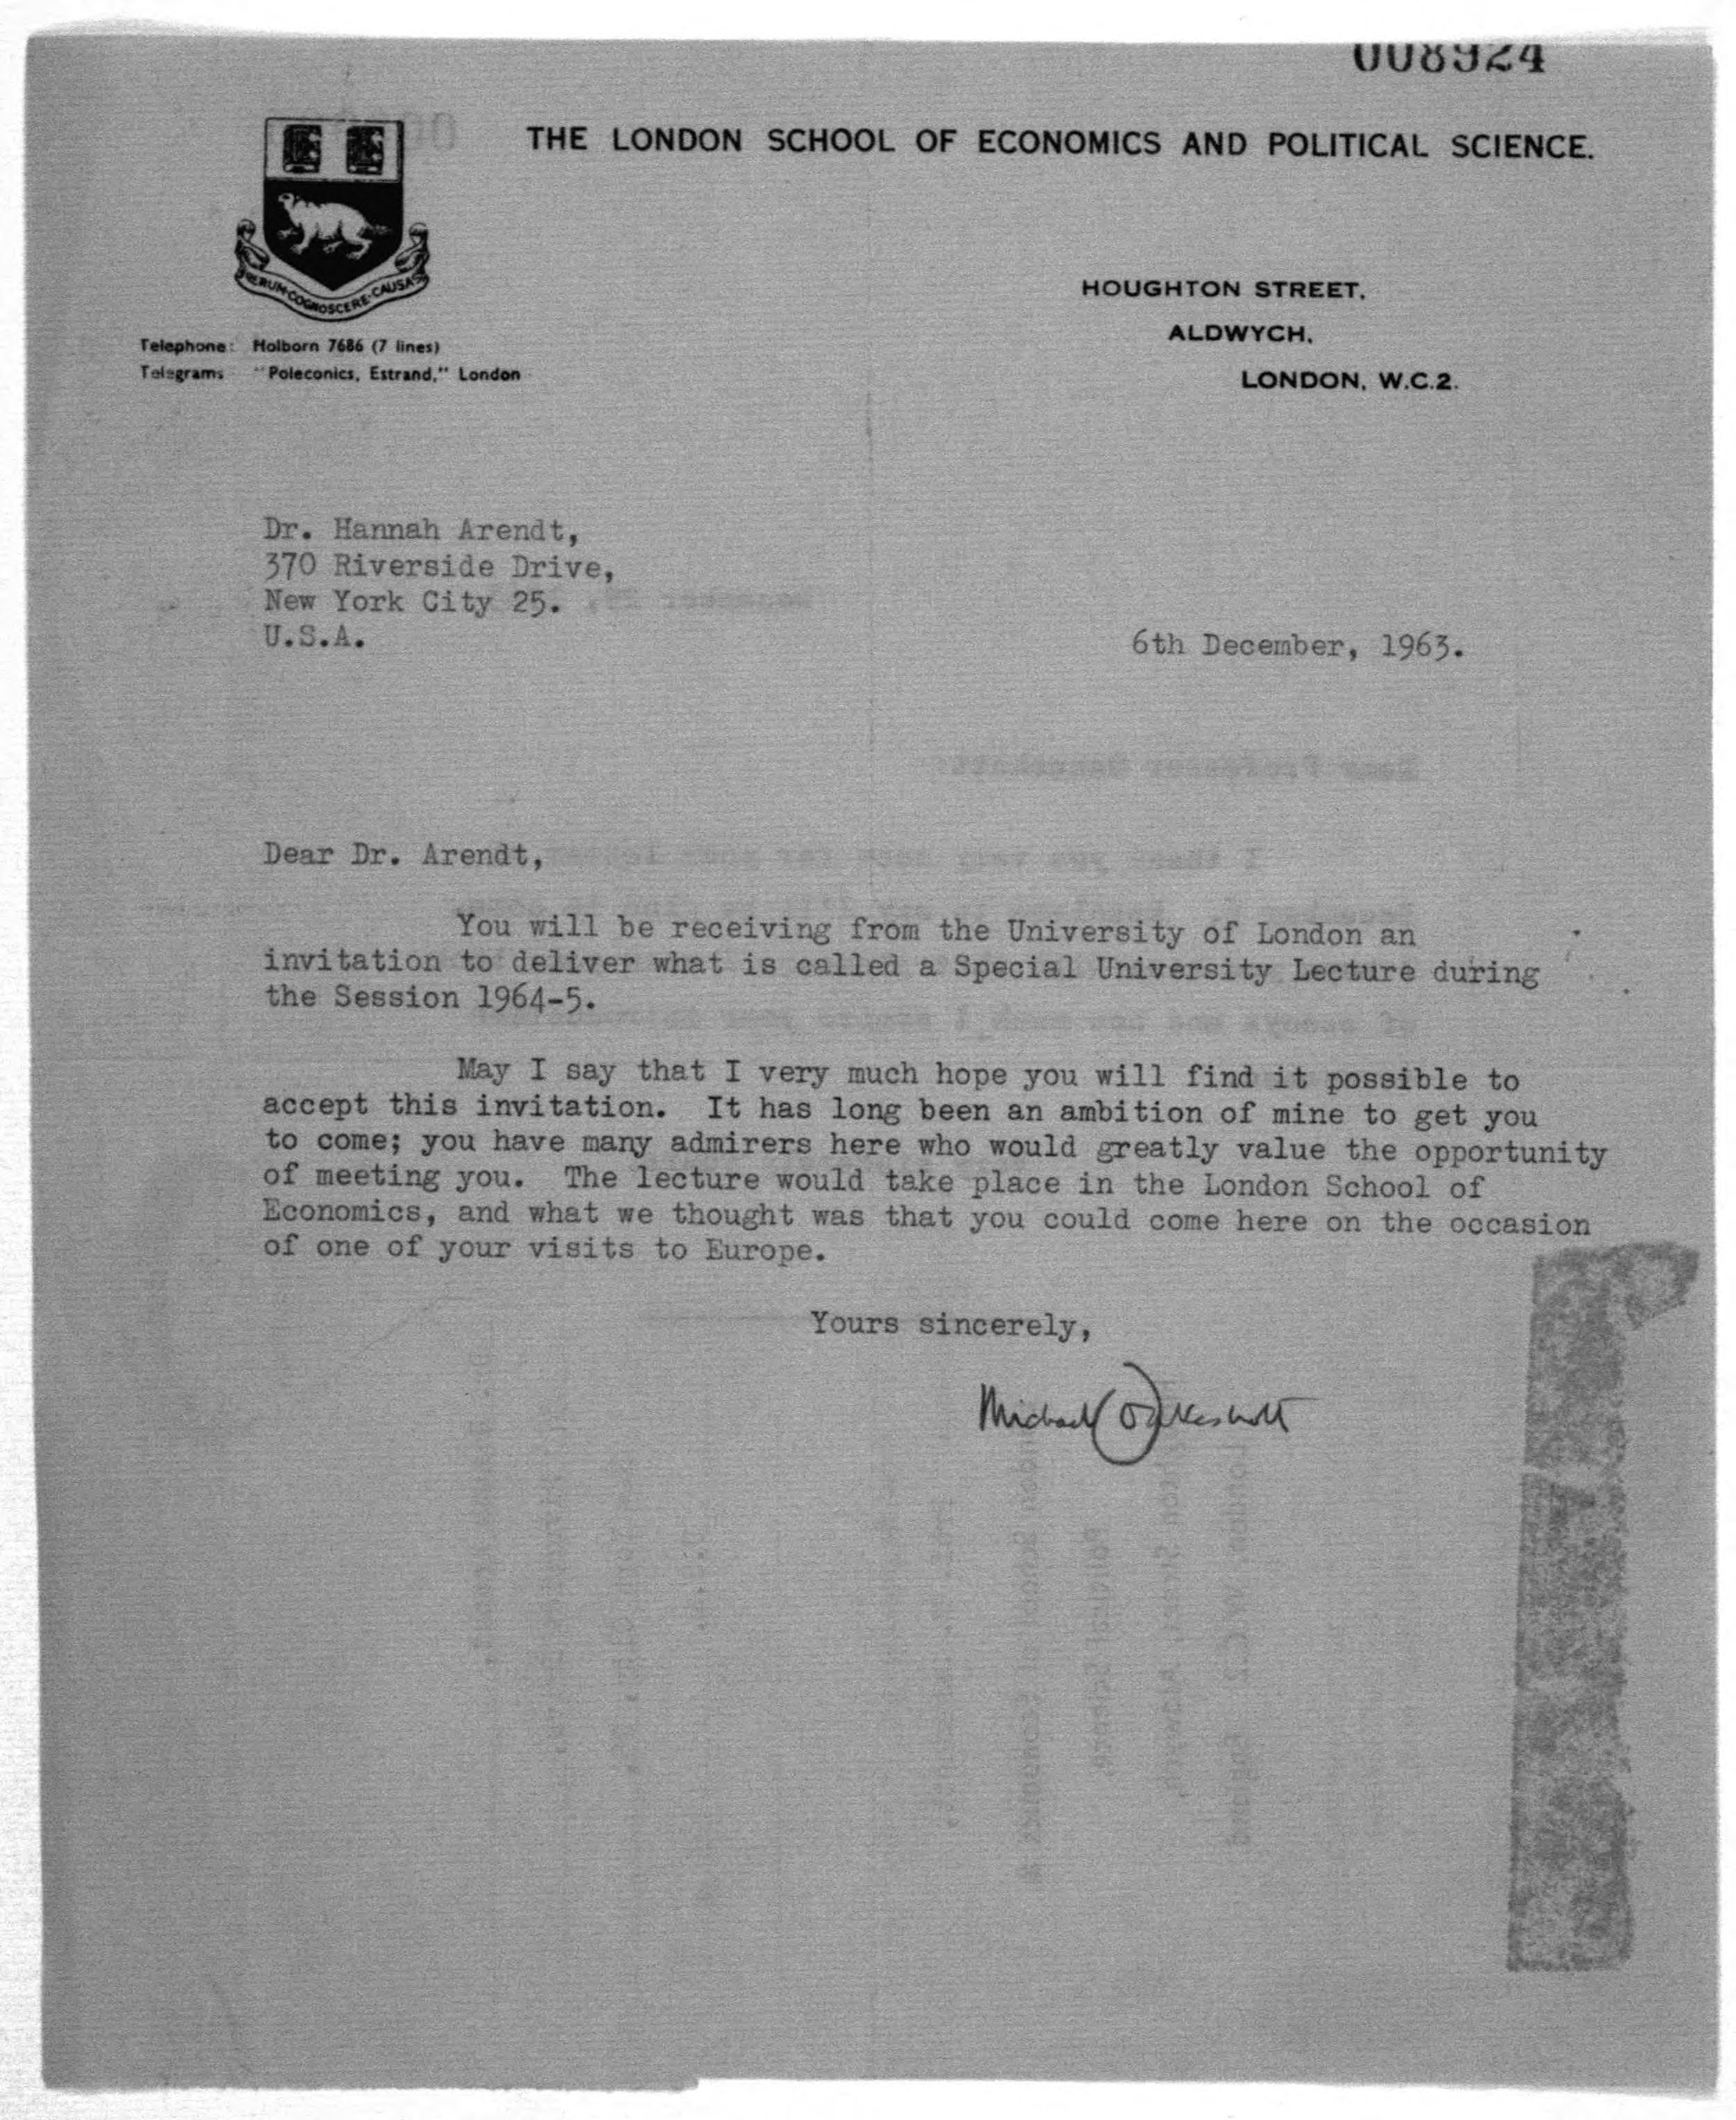 008924
THE LONDON SCHOOL OF ECONOMICS AND POLITICAL SCIENCE.
RERUM·COGNOSCERE·CAUSAS
HOUGHTON STREET,
ALDWYCH,
LONDON, W.C.2.
Telephone: Holborn 7686 (7 lines)
Telegrams "Poleconics, Estrand," London
Dr. Hannah Arendt,
370 Riverside Drive,
New York City 25.
U.S.A.
6th December, 1963.
Dear Dr. Arendt,
You will be receiving from the University of London an
invitation to deliver what is called a Special University Lecture during
the Session 1964-5.
May I say that I very much hope you will find it possible to
accept this invitation. It has long been an ambition of mine to get you
to come; you have many admirers here who would greatly value the opportunity
of meeting you. The lecture would take place in the London School of
Economics, and what we thought was that you could come here on the occasion
of one of your visits to Europe.
Yours sincerely,
Michael Oakeshott